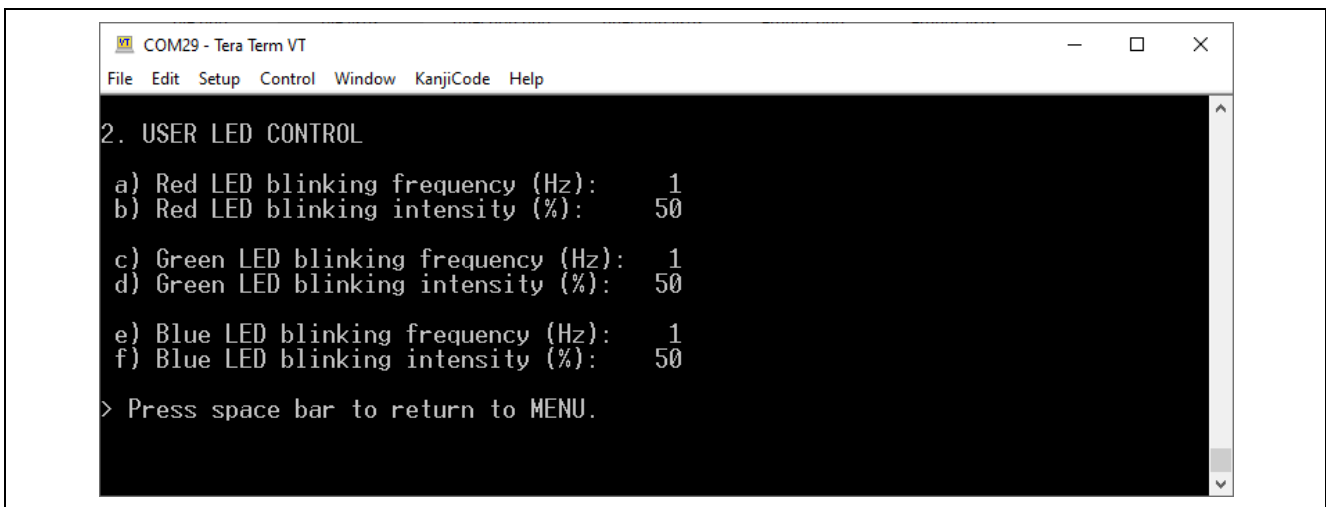 COM29 - Tera Term VT
File Edit Setup Control Window KanjiCode Help
2. USER LED CONTROL
a) Red LED blinking frequency (Hz): 1
b) Red LED blinking intensity (%): 50
c) Green LED blinking frequency (Hz): 1
d) Green LED blinking intensity (%): 50
e) Blue LED blinking frequency (Hz): 1
f) Blue LED blinking intensity (%): 50
> Press space bar to return to MENU.